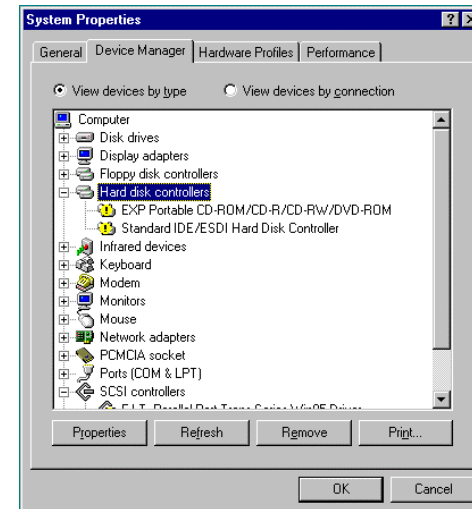 System Properties
General Device Manager Hardware Profiles Performance
View devices by type View devices by connection
Computer
Disk drives
Display adapters
Floppy disk controllers
Hard disk controllers
EXP Portable CD-ROM/CD-R/CD-RW/DVD-ROM
Standard IDE/ESDI Hard Disk Controller
Infrared devices
Keyboard
Modem
Monitors
Mouse
Network adapters
PCMCIA socket
Ports (COM & LPT)
SCSI controllers
Properties Refresh Remove Print...
OK Cancel